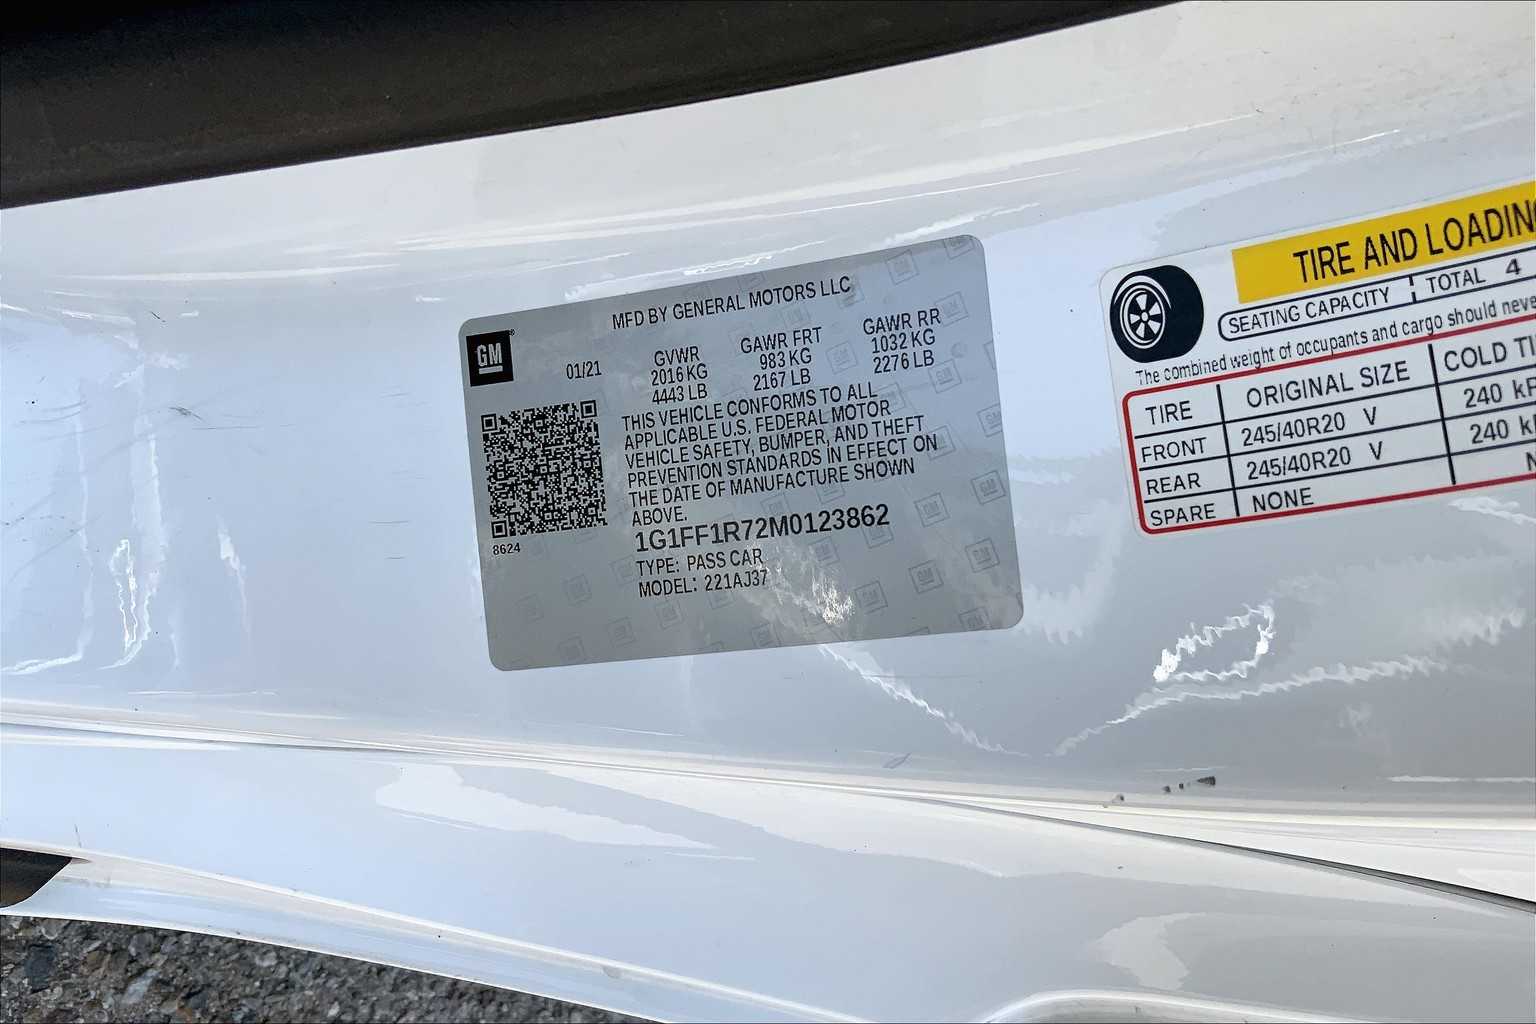 MFD BY GENERAL MOTORS LLC
GM
01/21
GVWR
2016 KG
4443 LB
GAWR FRT
983 KG
2167 LB
GAWR RR
1032 KG
2276 LB
THIS VEHICLE CONFORMS TO ALL
APPLICABLE U.S. FEDERAL MOTOR
VEHICLE SAFETY, BUMPER, AND THEFT
PREVENTION STANDARDS IN EFFECT ON
THE DATE OF MANUFACTURE SHOWN
ABOVE.
8624
1G1FF1R72M0123862
TYPE: PASS CAR
MODEL: 221AJ37
TIRE AND LOADING
SEATING CAPACITY TOTAL 4
The combined weight of occupants and cargo should never
TIRE ORIGINAL SIZE COLD
FRONT 245/40R20 V 240
REAR 245/40R20 V 240
SPARE NONE